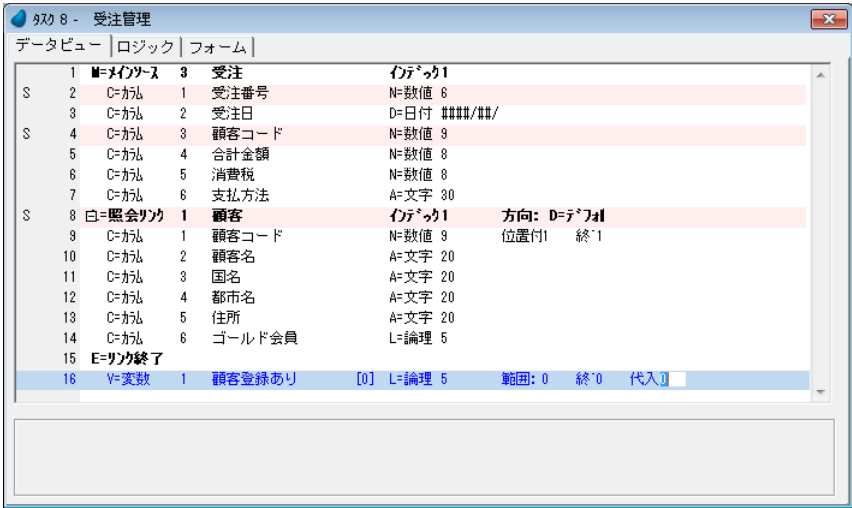 ﾀｽｸ 8 - 受注管理
データビュー ロジック フォーム
1 M=ﾒｲﾝｿｰｽ 3 受注 ｲﾝﾃﾞｯｸ1
S 2 C=ｶﾗﾑ 1 受注番号 N=数値 6
3 C=ｶﾗﾑ 2 受注日 D=日付 ####/##/
S 4 C=ｶﾗﾑ 3 顧客コード N=数値 9
5 C=ｶﾗﾑ 4 合計金額 N=数値 8
6 C=ｶﾗﾑ 5 消費税 N=数値 8
7 C=ｶﾗﾑ 6 支払方法 A=文字 30
S 8 =照会ﾘﾝｸ 1 顧客 ｲﾝﾃﾞｯｸ1 方向: D=ﾃﾞﾌｫﾙ
9 C=ｶﾗﾑ 1 顧客コード N=数値 9 位置付1 終1
10 C=ｶﾗﾑ 2 顧客名 A=文字 20
11 C=ｶﾗﾑ 3 国名 A=文字 20
12 C=ｶﾗﾑ 4 都市名 A=文字 20
13 C=ｶﾗﾑ 5 住所 A=文字 20
14 C=ｶﾗﾑ 6 ゴールド会員 L=論理 5
15 E=ﾘﾝｸ終了
16 V=変数 1 顧客登録あり [0] L=論理 5 範囲: 0 終0 代入0